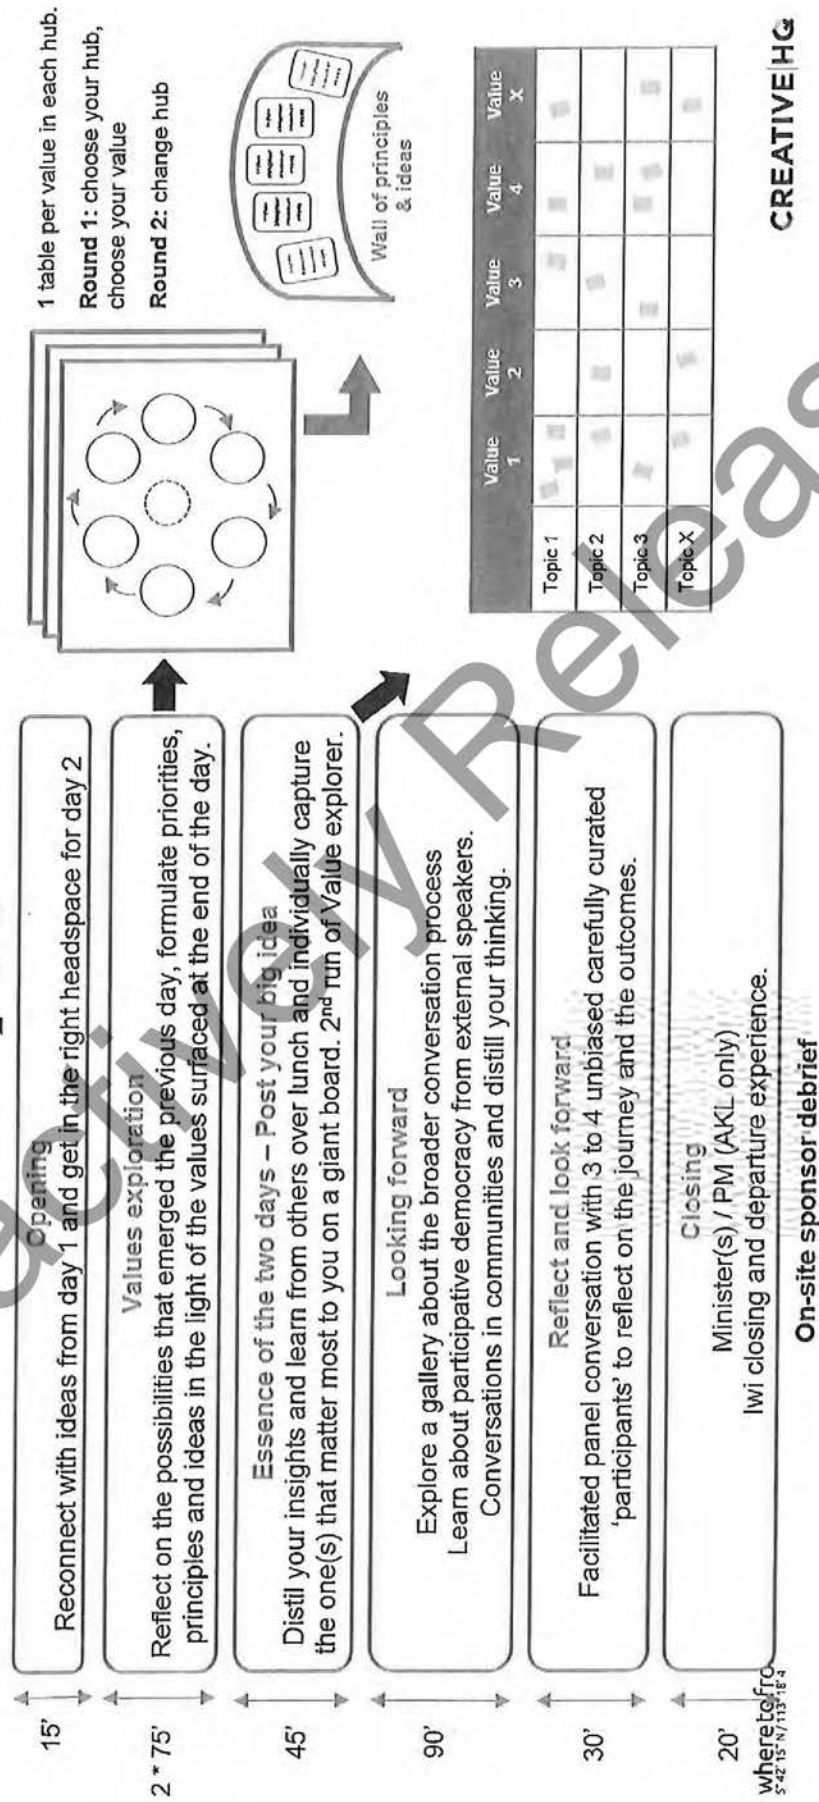 15'
Opening
Reconnect with ideas from day 1 and get in the right headspace for day 2
2 * 75'
Values exploration
Reflect on the possibilities that emerged the previous day, formulate priorities,
principles and ideas in the light of the values surfaced at the end of the day.
45'
Essence of the two days – Post your big idea
Distil your insights and learn from others over lunch and individually capture
the one(s) that matter most to you on a giant board. 2nd run of Value explorer.
90'
Looking forward
Explore a gallery about the broader conversation process
Learn about participative democracy from external speakers.
Conversations in communities and distill your thinking.
30'
Reflect and look forward
Facilitated panel conversation with 3 to 4 unbiased carefully curated
'participants' to reflect on the journey and the outcomes.
20'
Closing
Minister(s) / PM (AKL only)
Iwi closing and departure experience.
On-site sponsor debrief
wheretofro
5°42'15"N/113°18'4
1 table per value in each hub.
Round 1: choose your hub,
choose your value
Round 2: change hub
Wall of principles
& ideas
Value 1
Value 2
Value 3
Value 4
Value X
Topic 1
Topic 2
Topic 3
Topic X
CREATIVE|HQ
actively Releas